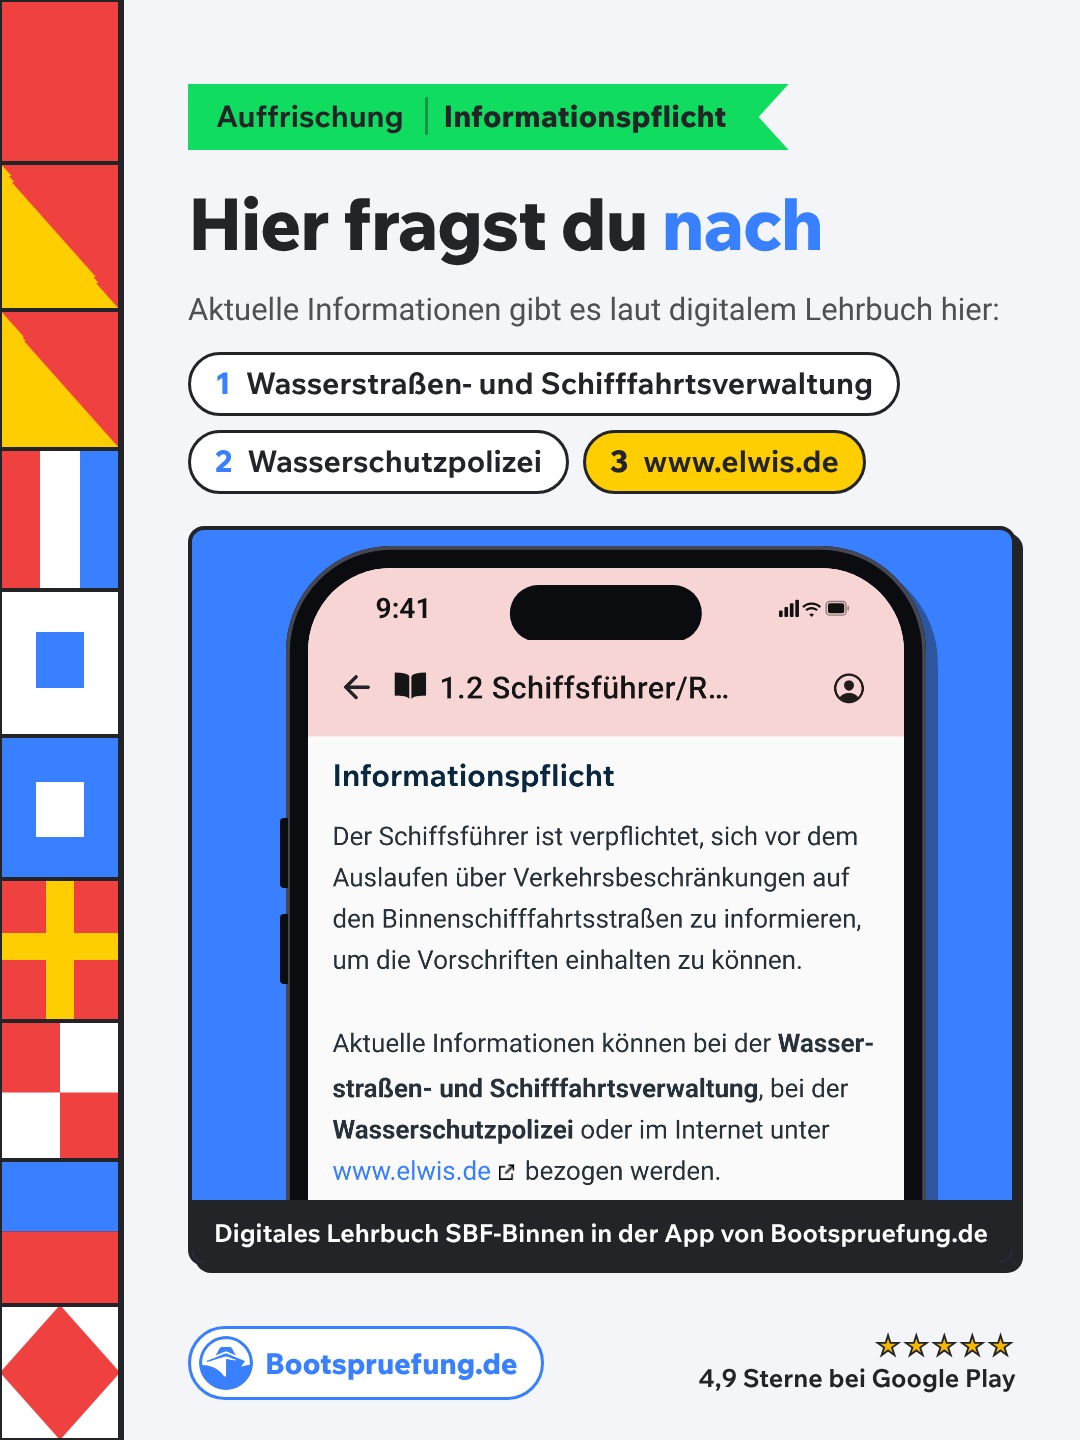 Auffrischung | Informationspflicht
Hier fragst du nach
Aktuelle Informationen gibt es laut digitalem Lehrbuch hier:
1 Wasserstraßen- und Schifffahrtsverwaltung
2 Wasserschutzpolizei 3 www.elwis.de
9:41
1.2 Schiffsführer/R...
Informationspflicht
Der Schiffsführer ist verpflichtet, sich vor dem
Auslaufen über Verkehrsbeschränkungen auf
den Binnenschifffahrtsstraßen zu informieren,
um die Vorschriften einhalten zu können.
Aktuelle Informationen können bei der Wasser-
straßen- und Schifffahrtsverwaltung, bei der
Wasserschutzpolizei oder im Internet unter
www.elwis.de bezogen werden.
Digitales Lehrbuch SBF-Binnen in der App von Bootspruefung.de
Bootspruefung.de
4,9 Sterne bei Google Play